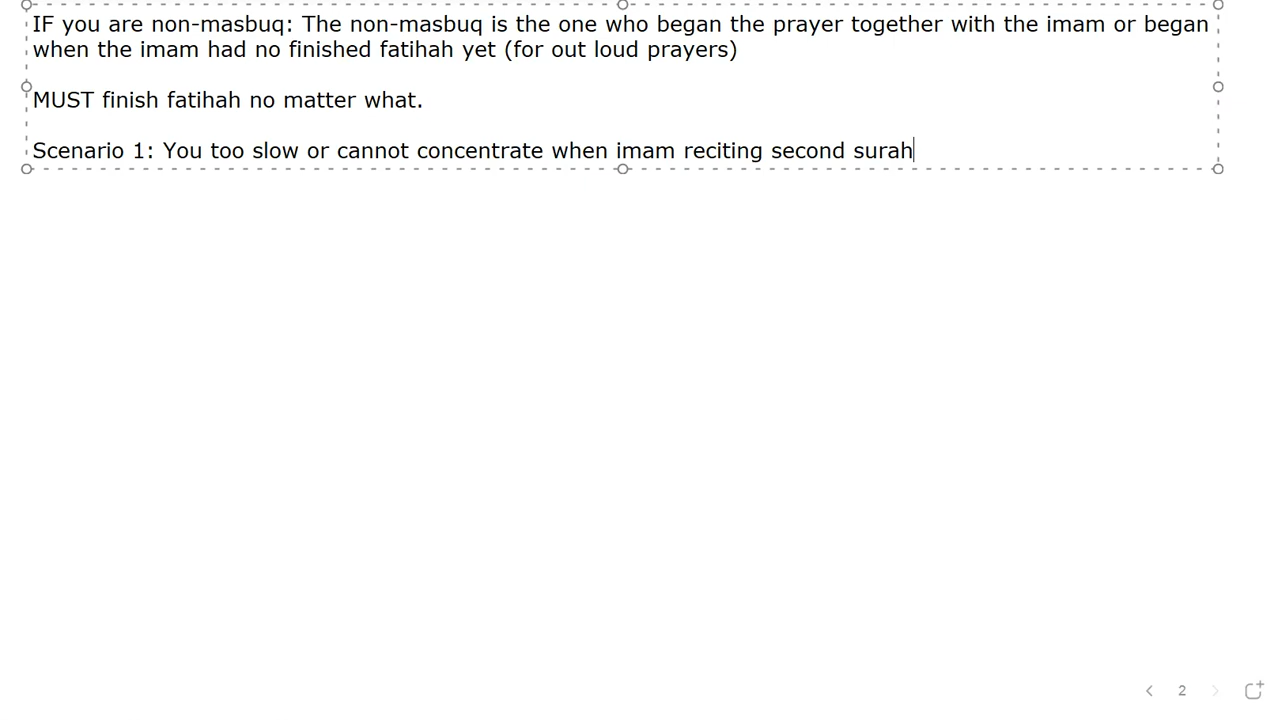 IF you are non-masbuq: The non-masbuq is the one who began the prayer together with the imam or began
when the imam had no finished fatihah yet (for out loud prayers)
MUST finish fatihah no matter what.
Scenario 1: You too slow or cannot concentrate when imam reciting second surah
2